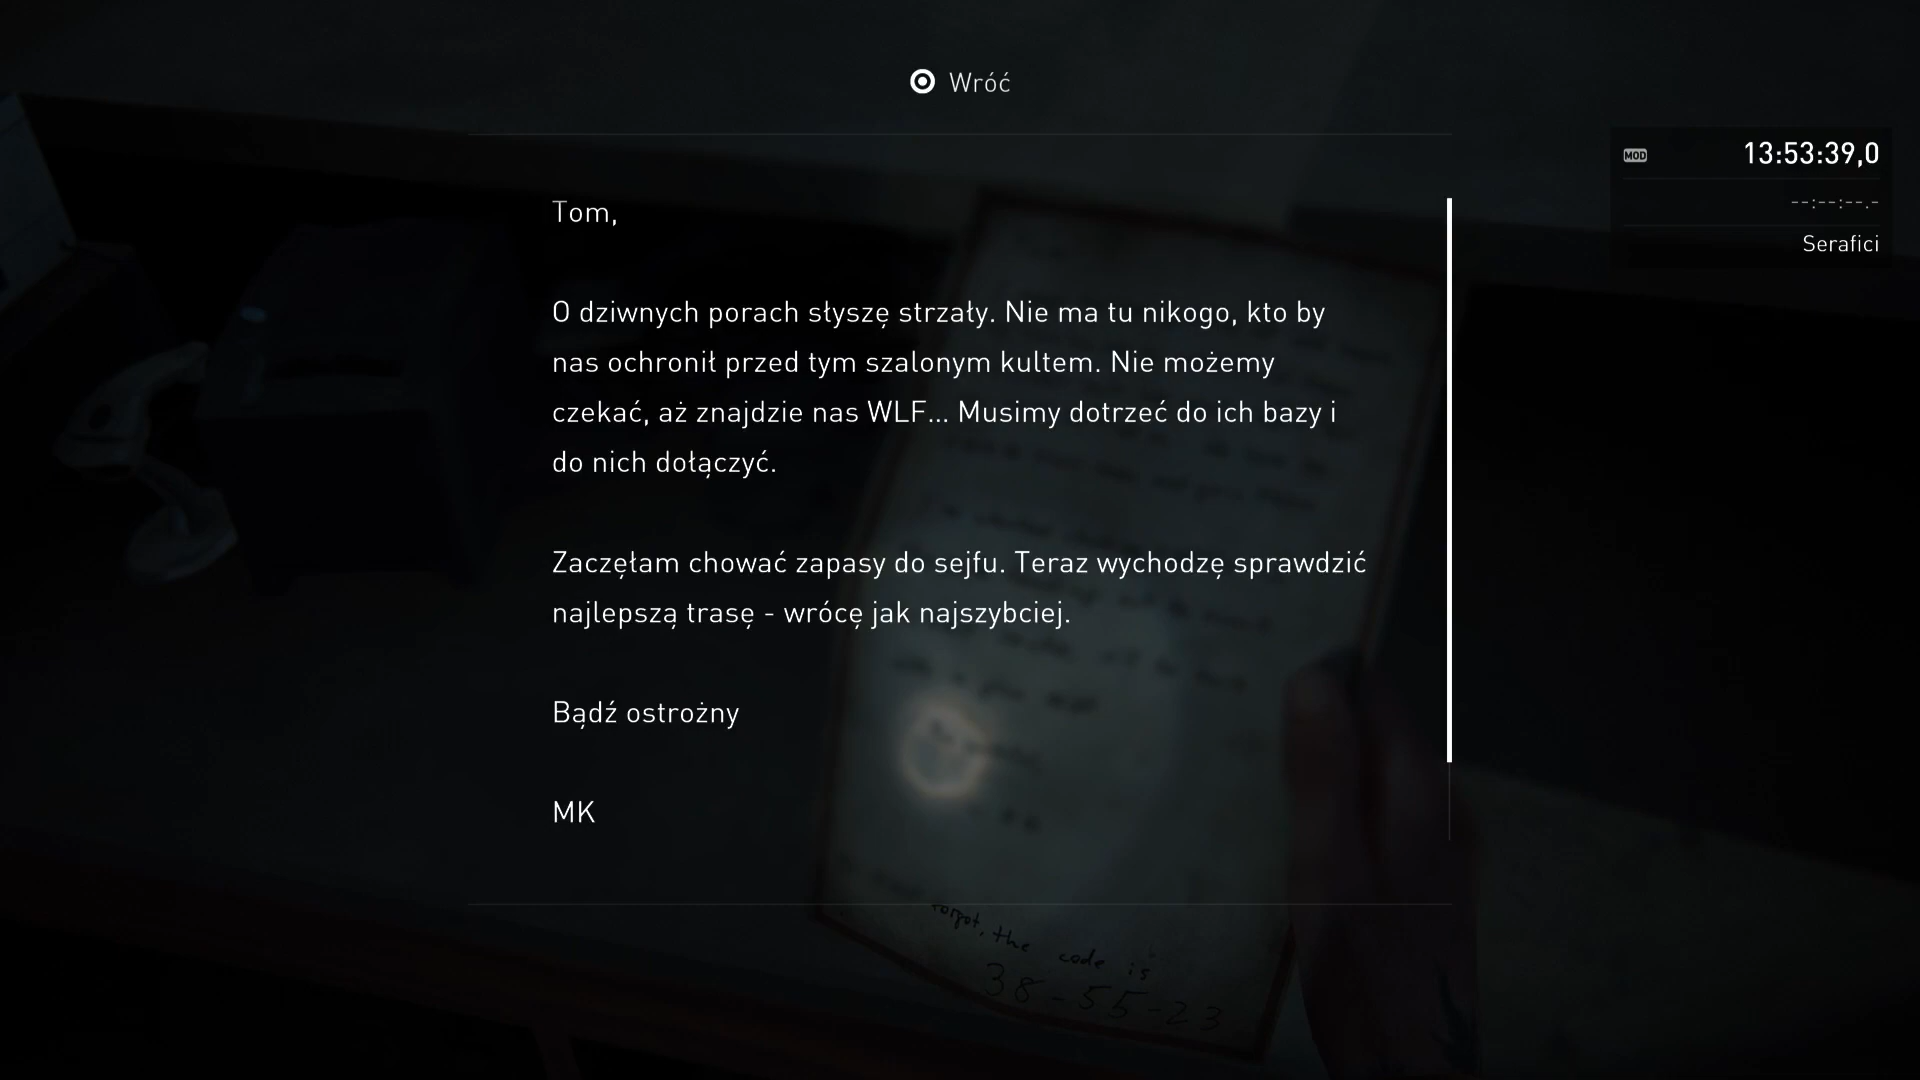 Wróć
MOD 13:53:39,0
--:--:--.-
Serafici
Tom,
O dziwnych porach słyszę strzały. Nie ma tu nikogo, kto by
nas ochronił przed tym szalonym kultem. Nie możemy
czekać, aż znajdzie nas WLF... Musimy dotrzeć do ich bazy i
do nich dołączyć.
Zaczęłam chować zapasy do sejfu. Teraz wychodzę sprawdzić
najlepszą trasę - wrócę jak najszybciej.
Bądź ostrożny
MK
forgot, the code is
38-55-23